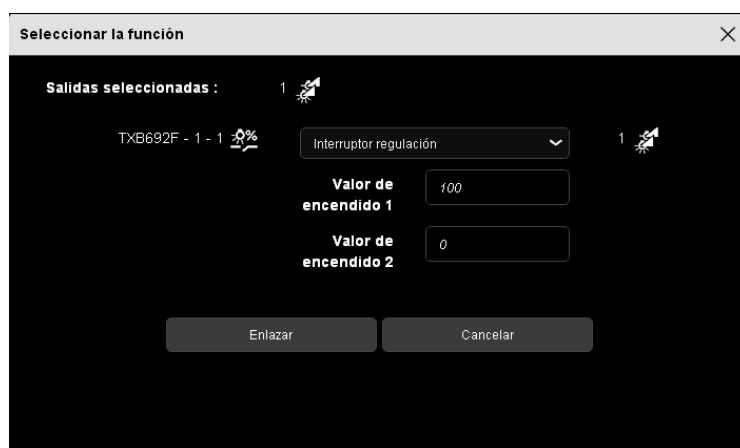 Seleccionar la función
Salidas seleccionadas : 1
TXB692F - 1 - 1 % Interruptor regulación 1
Valor de encendido 1 100
Valor de encendido 2 0
Enlazar Cancelar